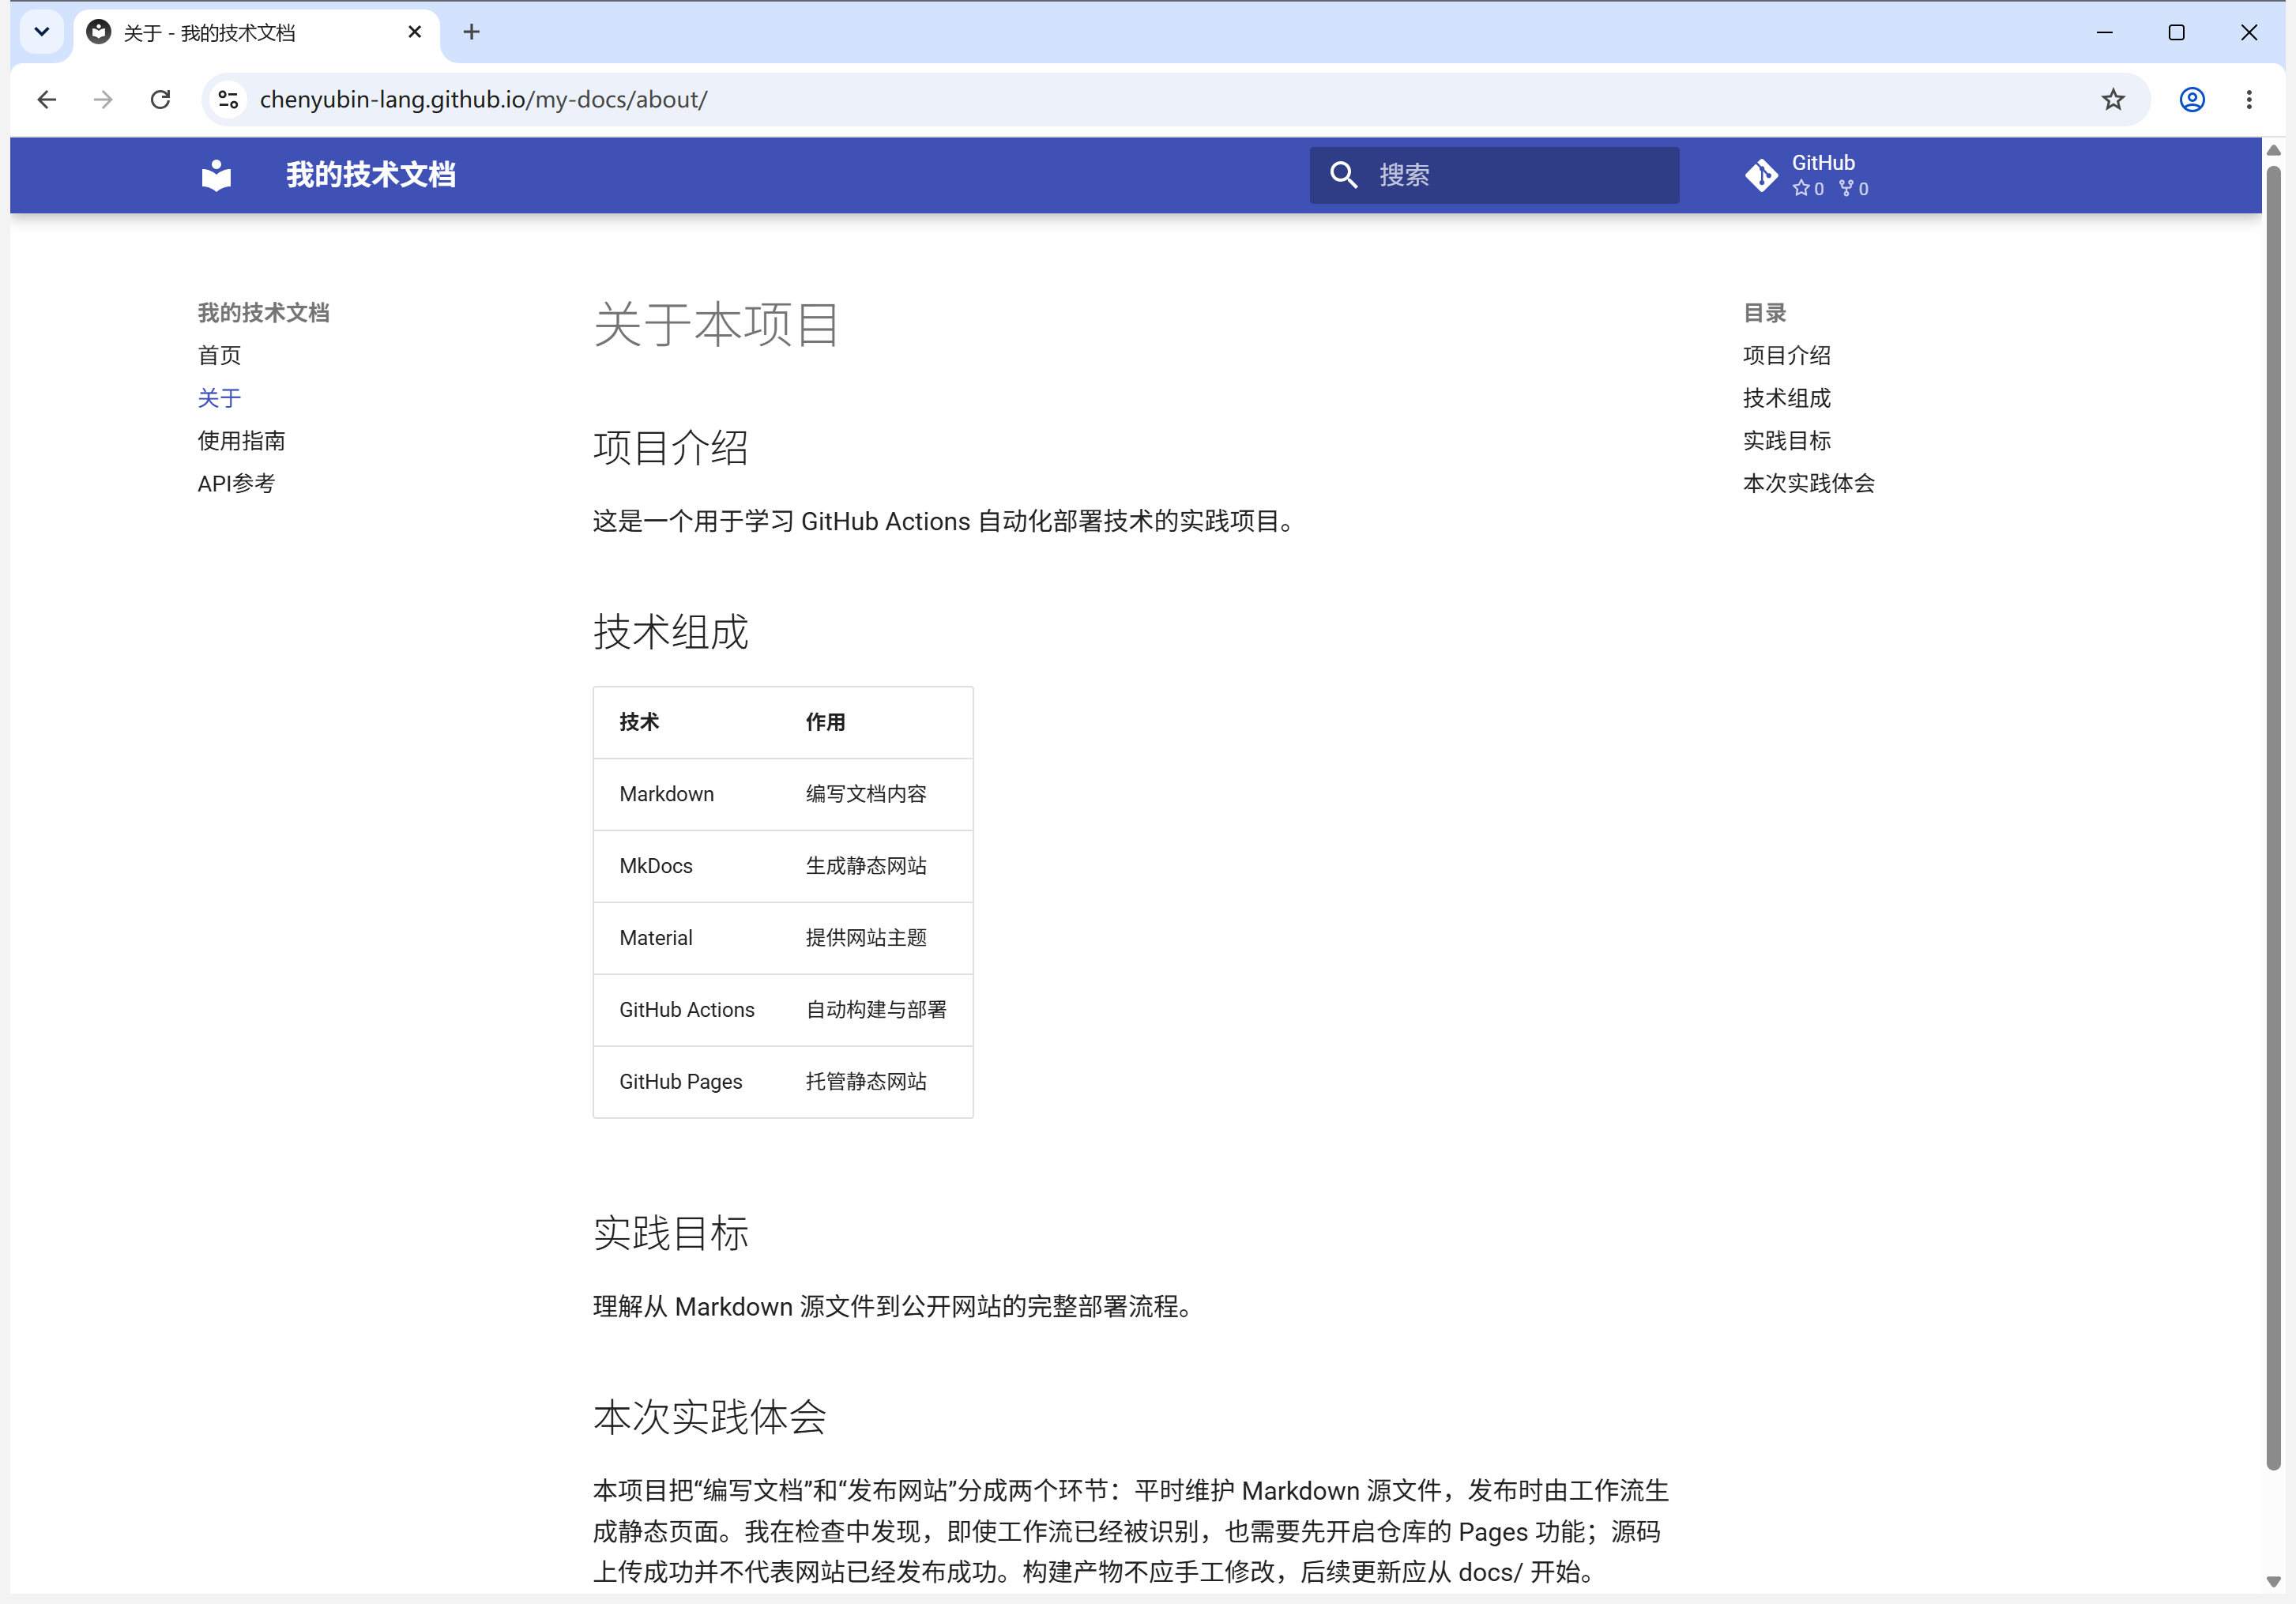 关于 - 我的技术文档
chenyubin-lang.github.io/my-docs/about/
我的技术文档
搜索
GitHub
0 0
我的技术文档
首页
关于
使用指南
API参考
关于本项目
项目介绍
这是一个用于学习 GitHub Actions 自动化部署技术的实践项目。
技术组成
技术 作用
Markdown 编写文档内容
MkDocs 生成静态网站
Material 提供网站主题
GitHub Actions 自动构建与部署
GitHub Pages 托管静态网站
实践目标
理解从 Markdown 源文件到公开网站的完整部署流程。
本次实践体会
本项目把“编写文档”和“发布网站”分成两个环节：平时维护 Markdown 源文件，发布时由工作流生
成静态页面。我在检查中发现，即使工作流已经被识别，也需要先开启仓库的 Pages 功能；源码
上传成功并不代表网站已经发布成功。构建产物不应手工修改，后续更新应从 docs/ 开始。
目录
项目介绍
技术组成
实践目标
本次实践体会